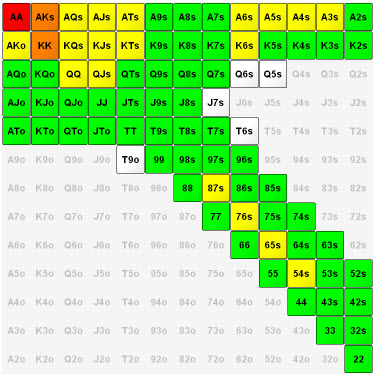 AA AKs AQs AJs ATs A9s A8s A7s A6s A5s A4s A3s A2s
AKo KK KQs KJs KTs K9s K8s K7s K6s K5s K4s K3s K2s
AQo KQo QQ QJs QTs Q9s Q8s Q7s Q6s Q5s Q4s Q3s Q2s
AJo KJo QJo JJ JTs J9s J8s J7s J6s J5s J4s J3s J2s
ATo KTo QTo JTo TT T9s T8s T7s T6s T5s T4s T3s T2s
A9o K9o Q9o J9o T9o 99 98s 97s 96s 95s 94s 93s 92s
A8o K8o Q8o J8o T8o 98o 88 87s 86s 85s 84s 83s 82s
A7o K7o Q7o J7o T7o 97o 87o 77 76s 75s 74s 73s 72s
A6o K6o Q6o J6o T6o 96o 86o 76o 66 65s 64s 63s 62s
A5o K5o Q5o J5o T5o 95o 85o 75o 65o 55 54s 53s 52s
A4o K4o Q4o J4o T4o 94o 84o 74o 64o 54o 44 43s 42s
A3o K3o Q3o J3o T3o 93o 83o 73o 63o 53o 43o 33 32s
A2o K2o Q2o J2o T2o 92o 82o 72o 62o 52o 42o 32o 22